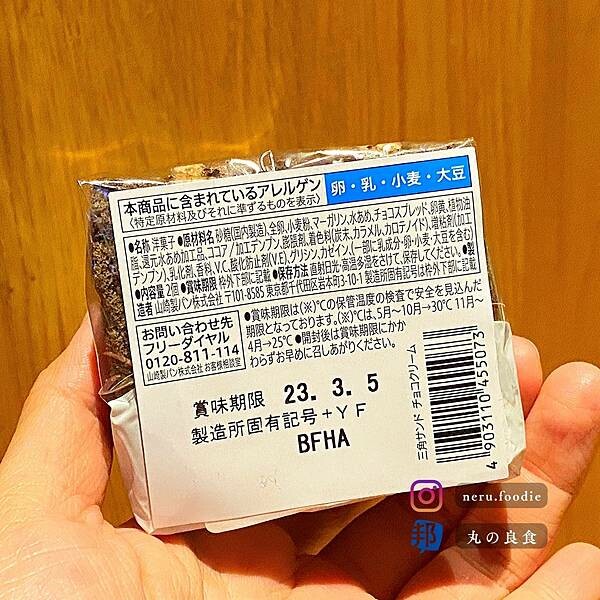 本商品に含まれているアレルゲン
〈特定原材料及びそれに準ずるものを表示〉
卵・乳・小麦・大豆
●名称 洋菓子 ●原材料名 砂糖(国内製造)、全卵、小麦粉、マーガリン、水あめ、チョコスプレッド、卵黄、植物油
脂、還元水あめ加工品、ココア/加工デンプン、膨張剤、着色料(炭末、カラメル、カロテノイド)、増粘剤(加工
デンプン)、乳化剤、香料、V.C、酸化防止剤(V.E)、グリシン、カゼイン、(一部に乳成分・卵・小麦・大豆を含む)
●内容量 2個 ●賞味期限 枠外下部に記載 ●保存方法 直射日光・高温多湿をさけて、保存してください。●製
造者 山崎製パン株式会社 〒101-8585 東京都千代田区岩本町3-10-1 製造所固有記号は枠外下部に記載
お問い合わせ先
フリーダイヤル
0120-811-114
山崎製パン株式会社 お客様相談室
●賞味期限は(※)℃の保管温度の検査で安全を見込んだ
期限となっております。(※)℃は、5月〜10月→30℃ 11月〜
4月→25℃ ●開封後は賞味期限にかか
わらずお早めに召しあがりください。
賞味期限 23. 3. 5
製造所固有記号+YF
BFHA
三角サンド チョコクリーム
4903110455073
neru.foodie
邦 丸の良食